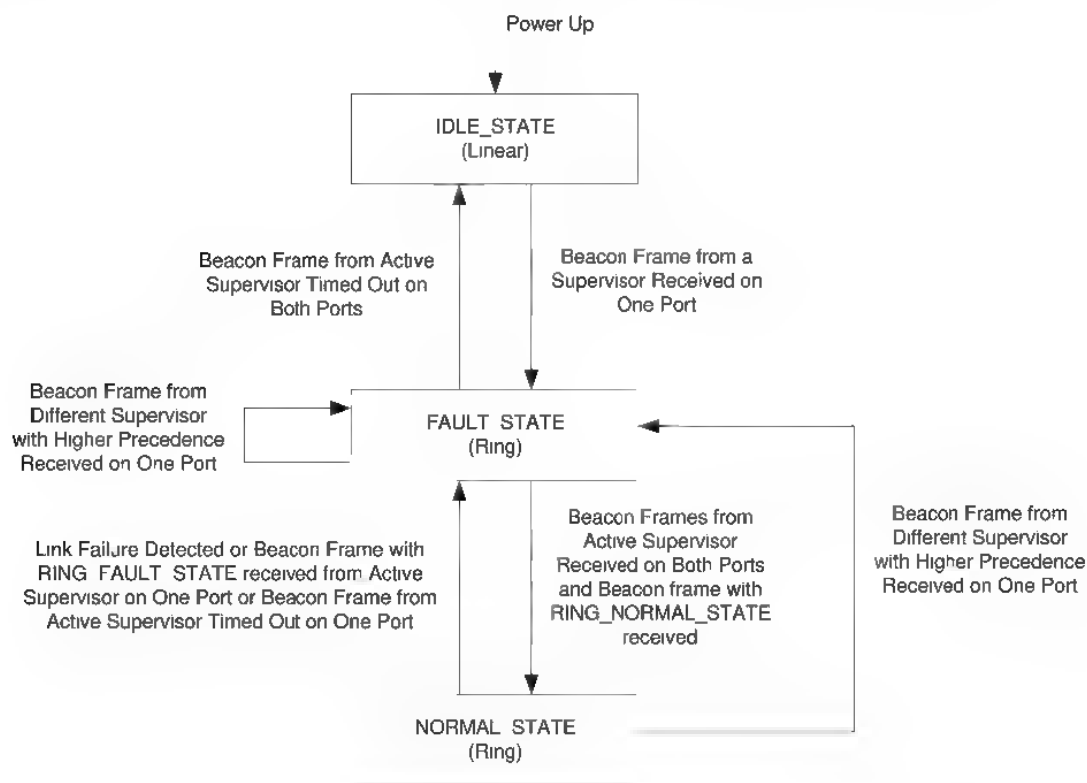 Power Up
IDLE_STATE
(Linear)
Beacon Frame from Active
Supervisor Timed Out on
Both Ports
Beacon Frame from a
Supervisor Received on
One Port
Beacon Frame from
Different Supervisor
with Higher Precedence
Received on One Port
FAULT STATE
(Ring)
Link Failure Detected or Beacon Frame with
RING FAULT STATE received from Active
Supervisor on One Port or Beacon Frame from
Active Supervisor Timed Out on One Port
Beacon Frames from
Active Supervisor
Received on Both Ports
and Beacon frame with
RING_NORMAL_STATE
received
Beacon Frame from
Different Supervisor
with Higher Precedence
Received on One Port
NORMAL STATE
(Ring)